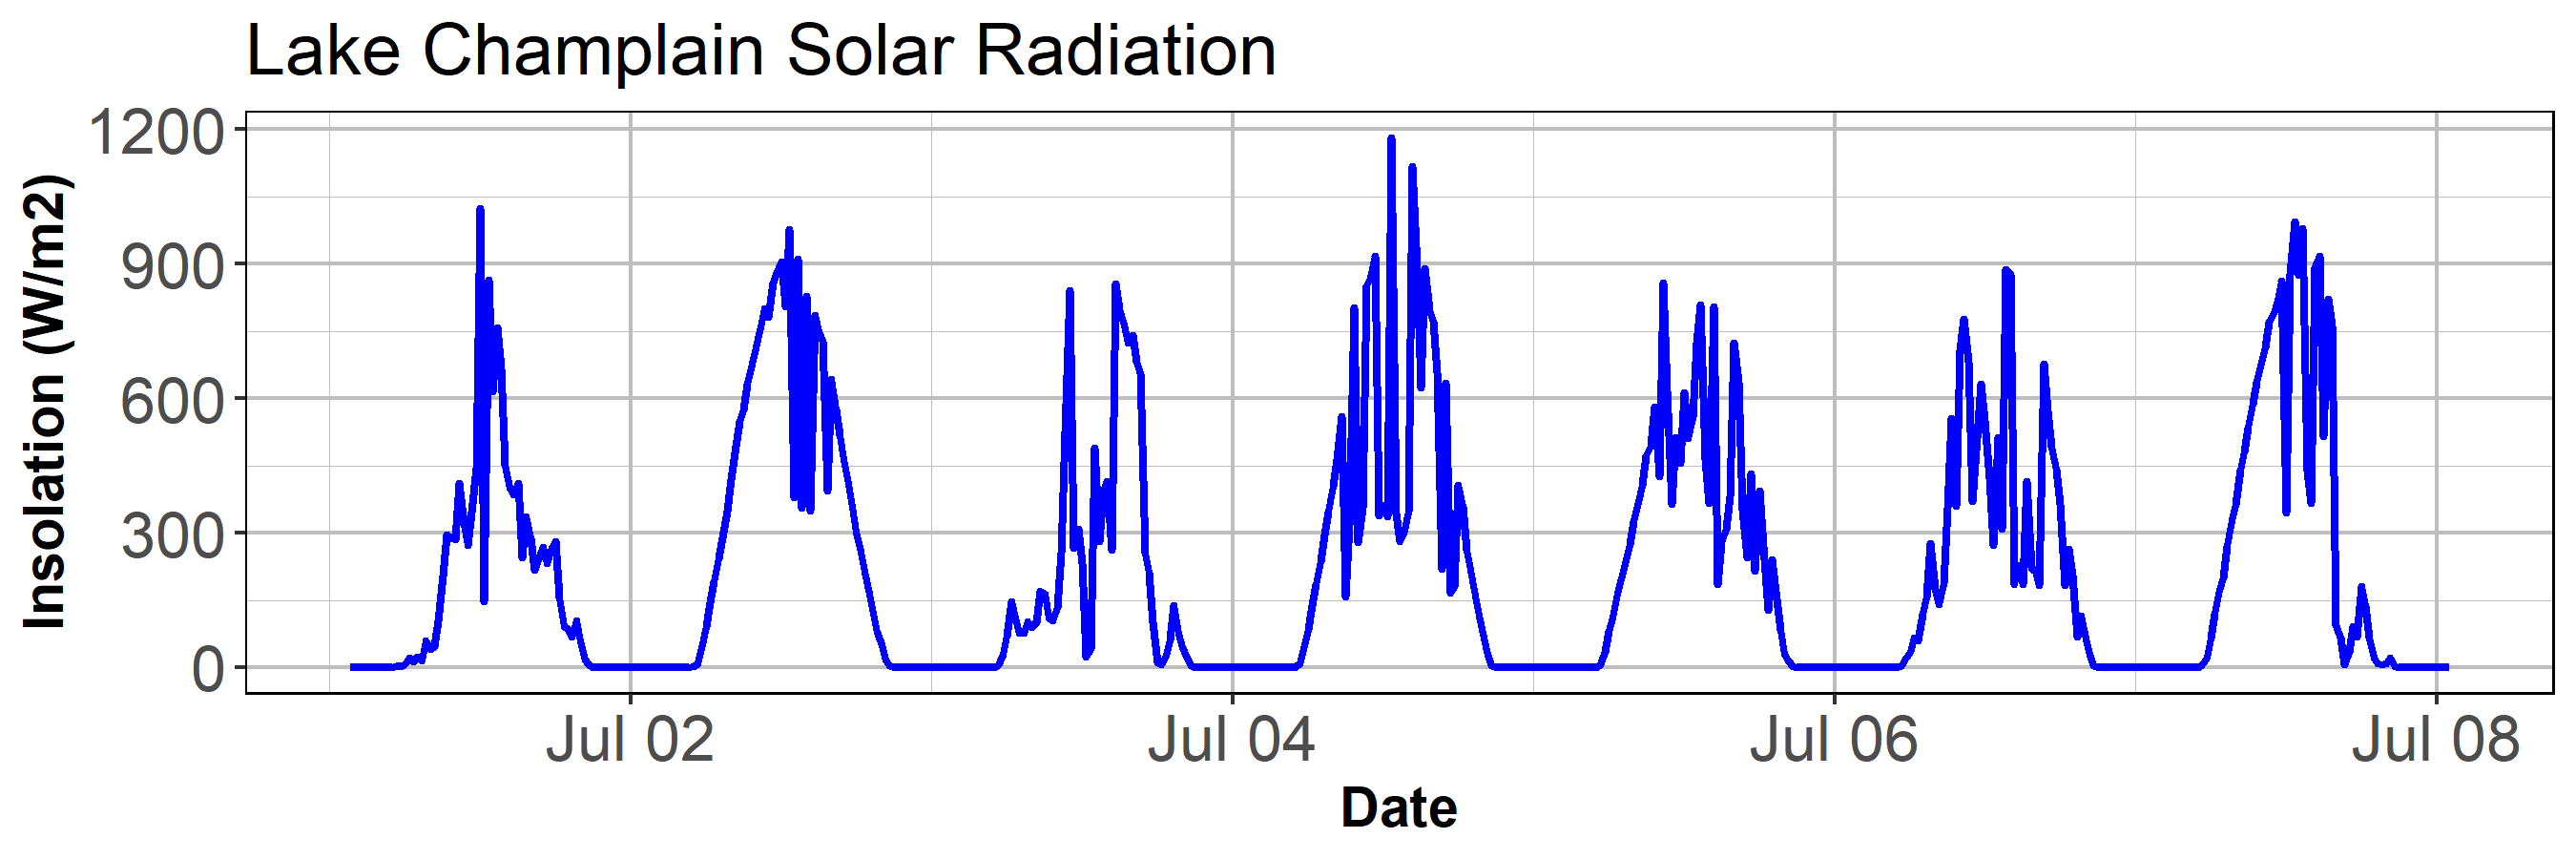 Lake Champlain Solar Radiation
Insolation (W/m2)
1200
900
600
300
0
Jul 02 Jul 04 Jul 06 Jul 08
Date